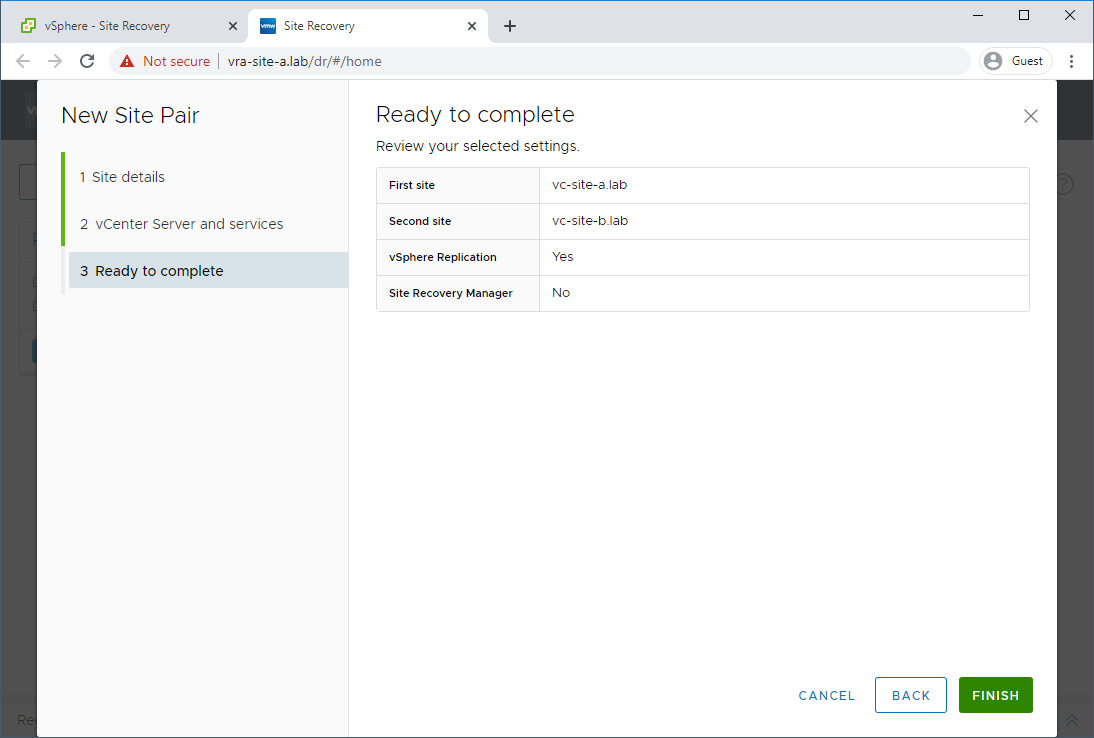 vSphere - Site Recovery
vmw Site Recovery
Not secure vra-site-a.lab/dr/#/home
Guest
New Site Pair
1 Site details
2 vCenter Server and services
3 Ready to complete
Ready to complete
Review your selected settings.
First site vc-site-a.lab
Second site vc-site-b.lab
vSphere Replication Yes
Site Recovery Manager No
CANCEL BACK FINISH